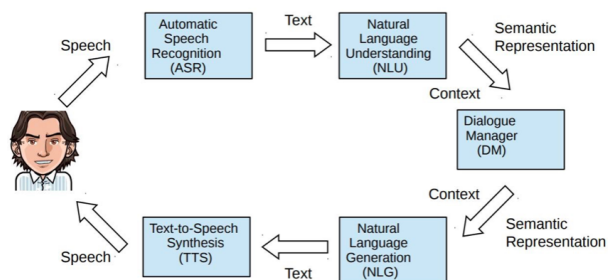 Speech
Automatic
Speech
Recognition
(ASR)
Text
Natural
Language
Understanding
(NLU)
Semantic
Representation
Context
Dialogue
Manager
(DM)
Context
Semantic
Representation
Natural
Language
Generation
(NLG)
Text
Text-to-Speech
Synthesis
(TTS)
Speech